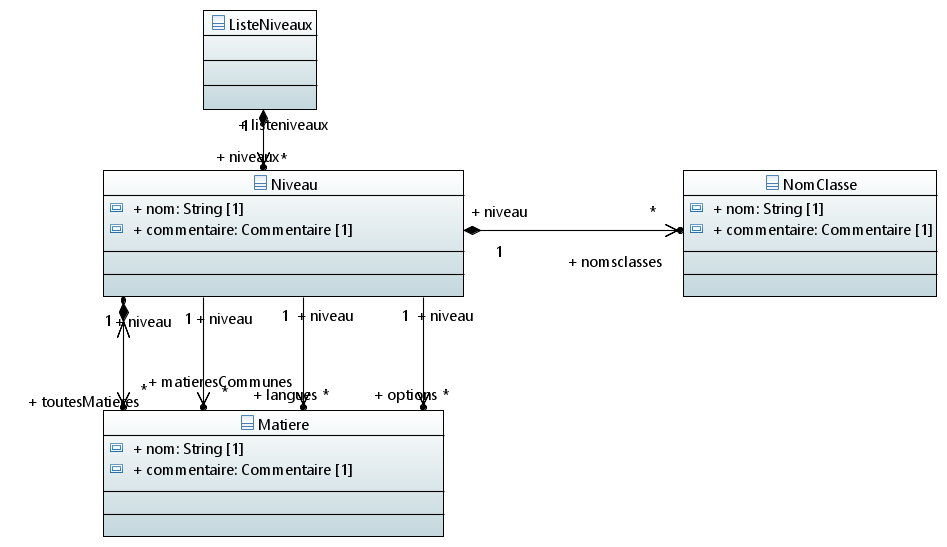 ListeNiveaux
1
+ listeniveaux
+ niveaux
*
Niveau
+ nom: String [1]
+ commentaire: Commentaire [1]
+ niveau
*
1
+ nomsclasses
NomClasse
+ nom: String [1]
+ commentaire: Commentaire [1]
1 + niveau
1 + niveau
1 + niveau
1 + niveau
+ toutesMatieres
*
+ matieresCommunes
*
+ langues *
+ options *
Matiere
+ nom: String [1]
+ commentaire: Commentaire [1]